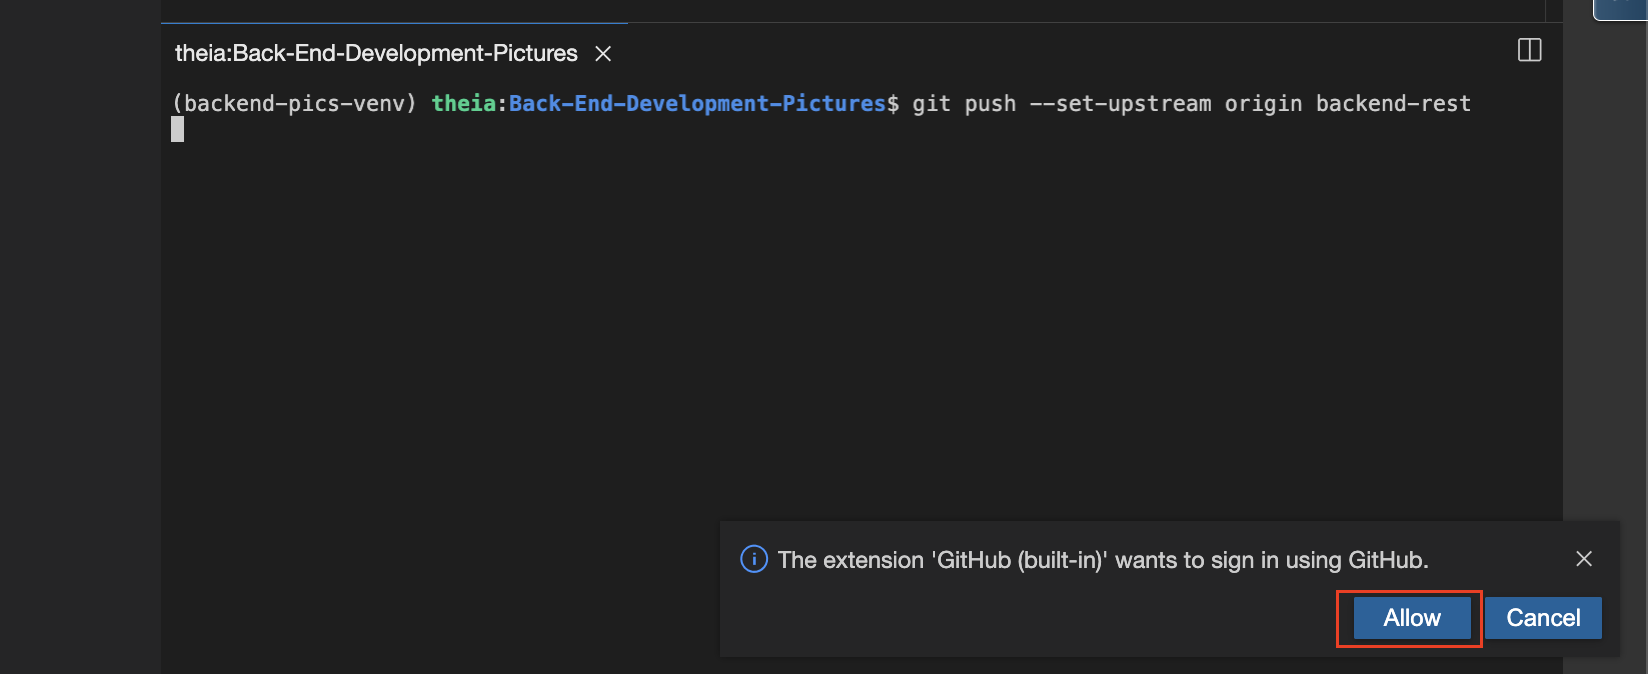 theia:Back-End-Development-Pictures
(backend-pics-venv) theia:Back-End-Development-Pictures$ git push --set-upstream origin backend-rest
The extension 'GitHub (built-in)' wants to sign in using GitHub.
Allow Cancel